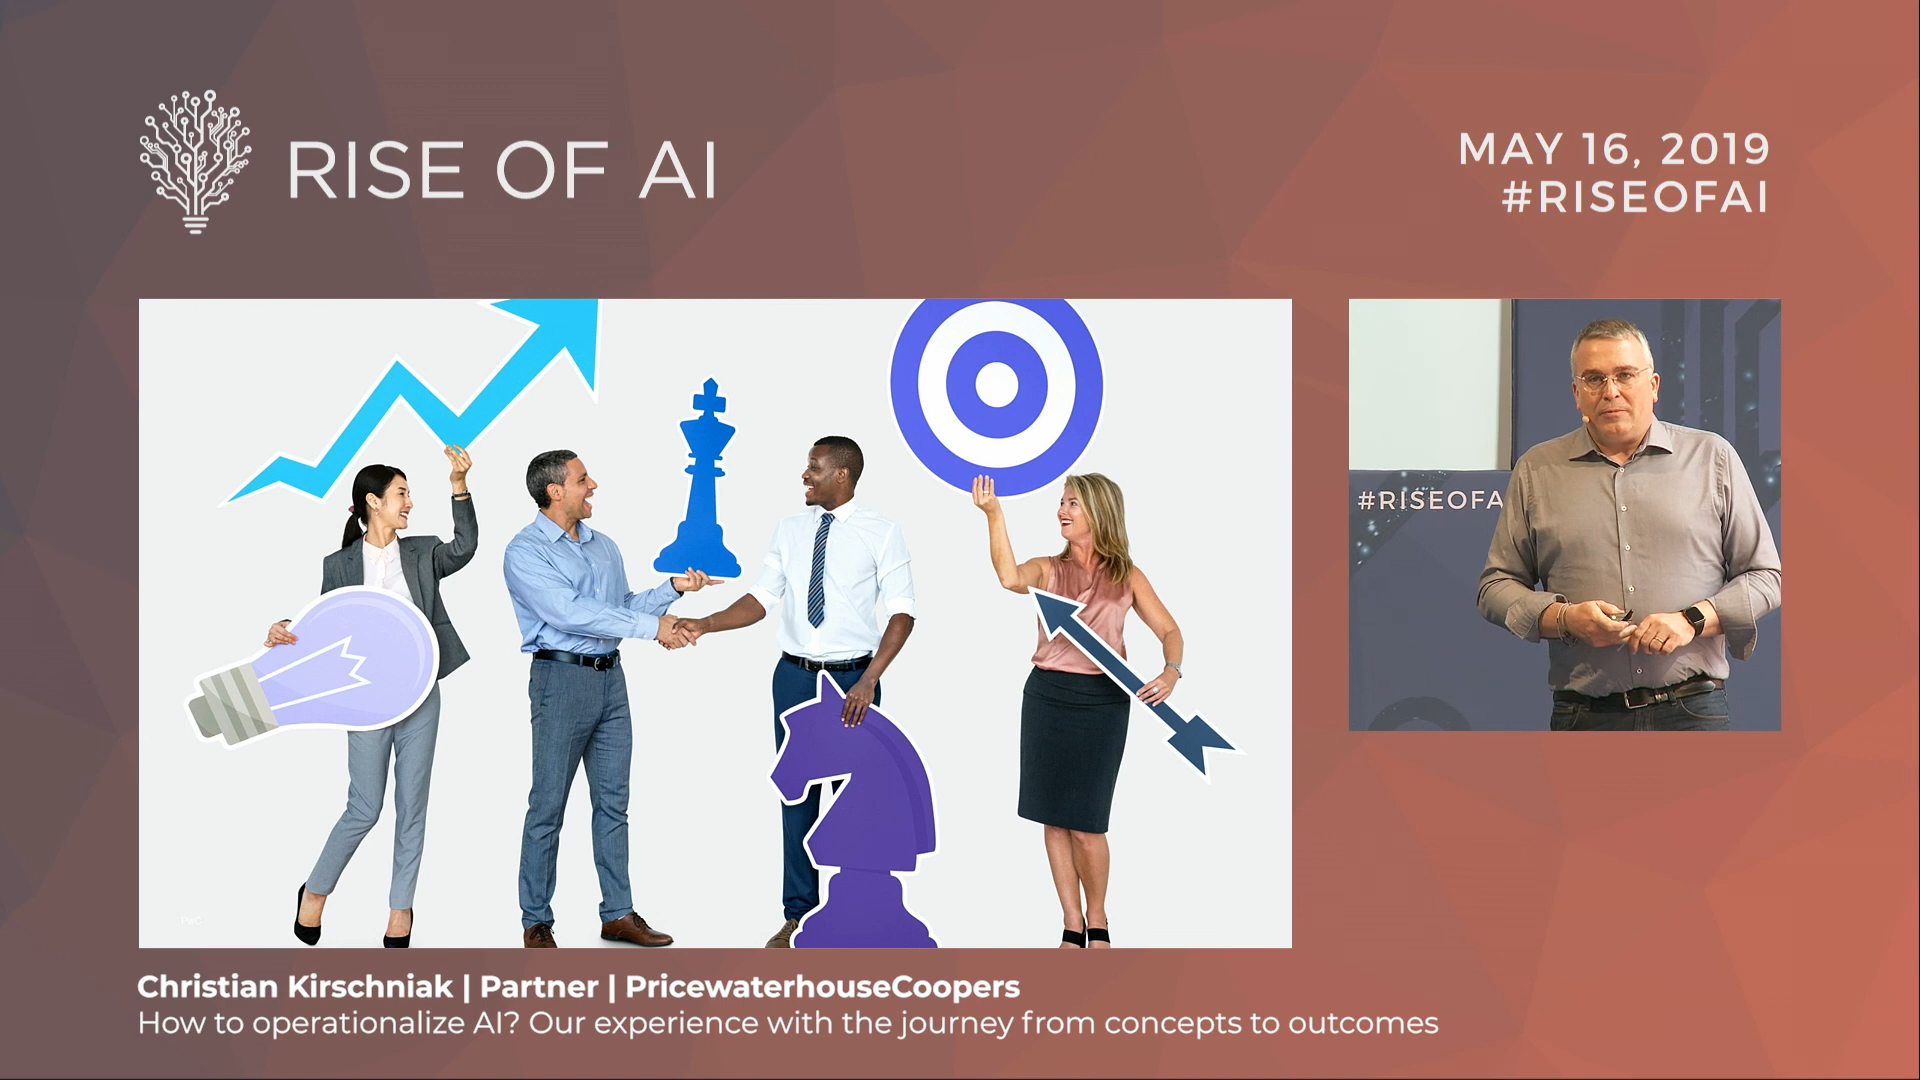 RISE OF AI
MAY 16, 2019
#RISEOFAI
#RISEOFA
PwC
Christian Kirschniak | Partner | PricewaterhouseCoopers
How to operationalize AI? Our experience with the journey from concepts to outcomes